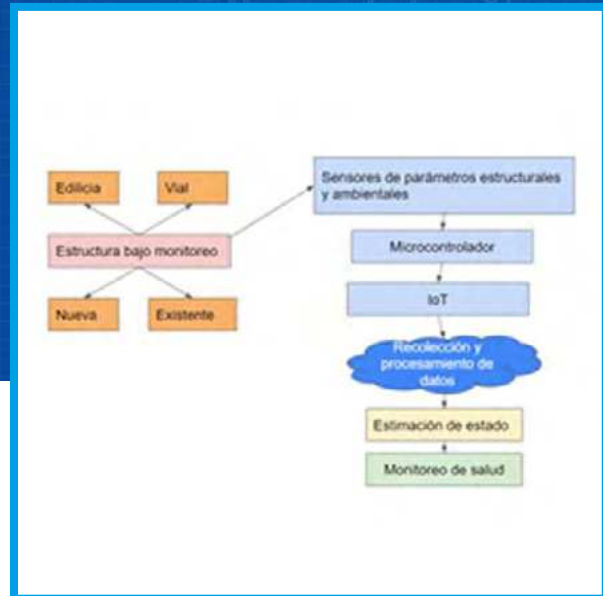 Edilicia
Vial
Estructura bajo monitoreo
Nueva
Existente
Sensores de parámetros estructurales
y ambientales
Microcontrolador
IoT
Recolección y
procesamiento de
datos
Estimación de estado
Monitoreo de salud